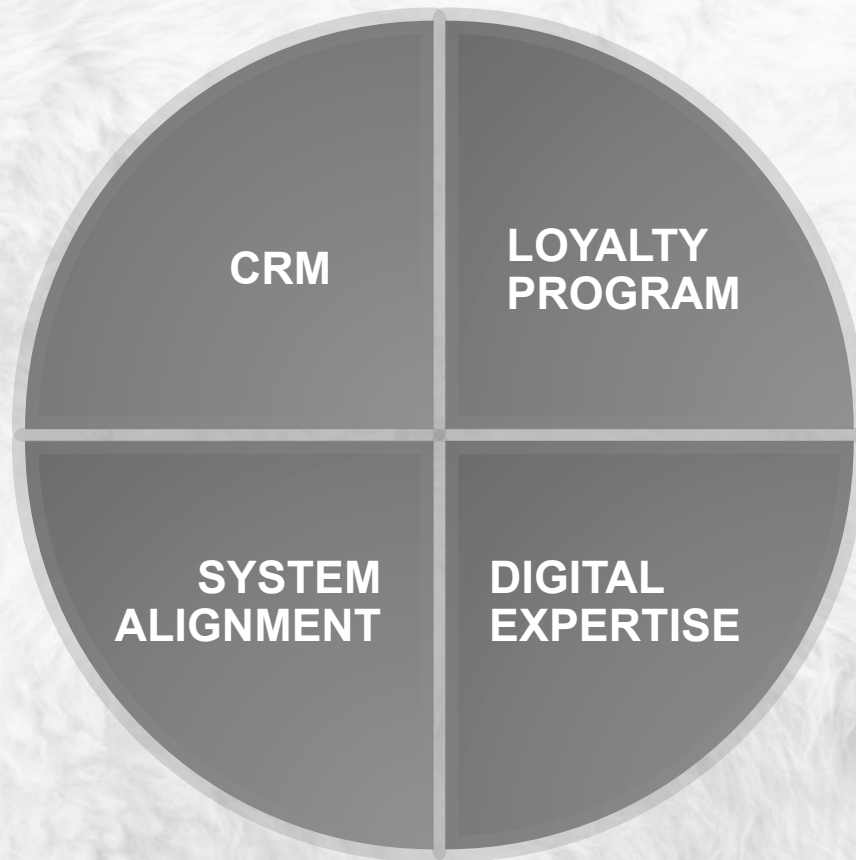 CRM
LOYALTY
PROGRAM
SYSTEM
ALIGNMENT
DIGITAL
EXPERTISE